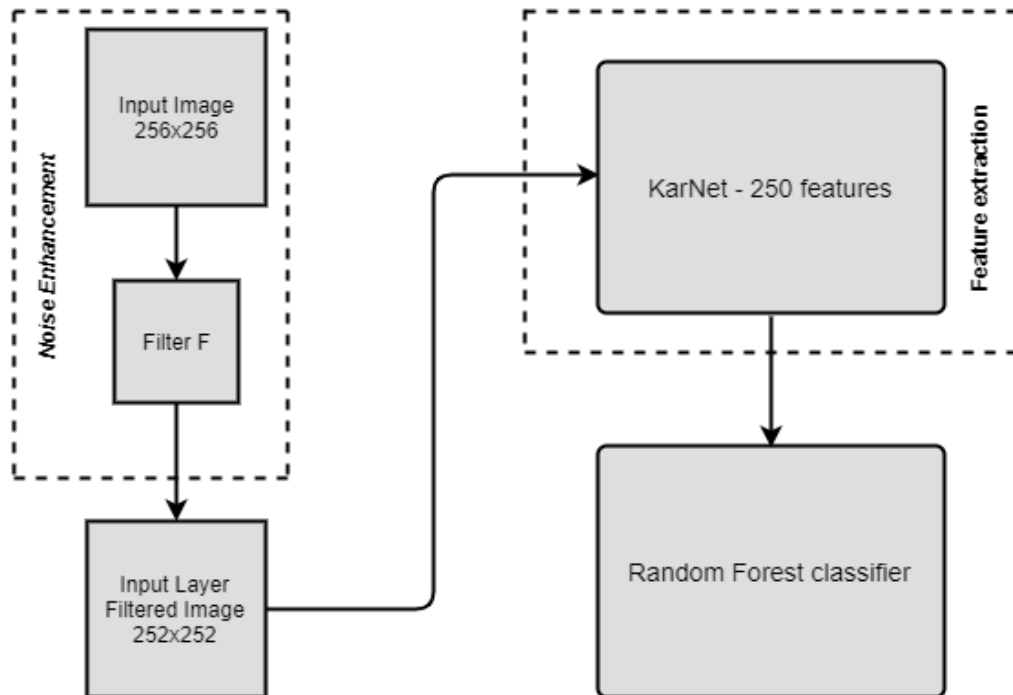 Noise Enhancement
Input Image
256x256
Filter F
Input Layer
Filtered Image
252x252
KarNet - 250 features
Feature extraction
Random Forest classifier